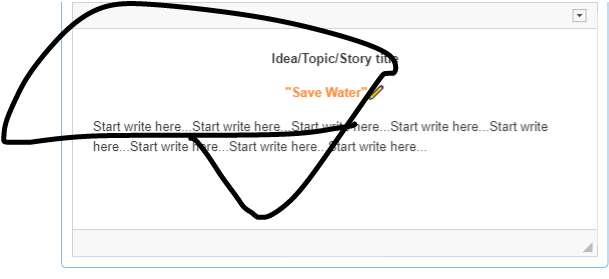 Idea/Topic/Story title
"Save Water"
Start write here...Start write here...Start write here...Start write here...Start write
here...Start write here...Start write here...Start write here...